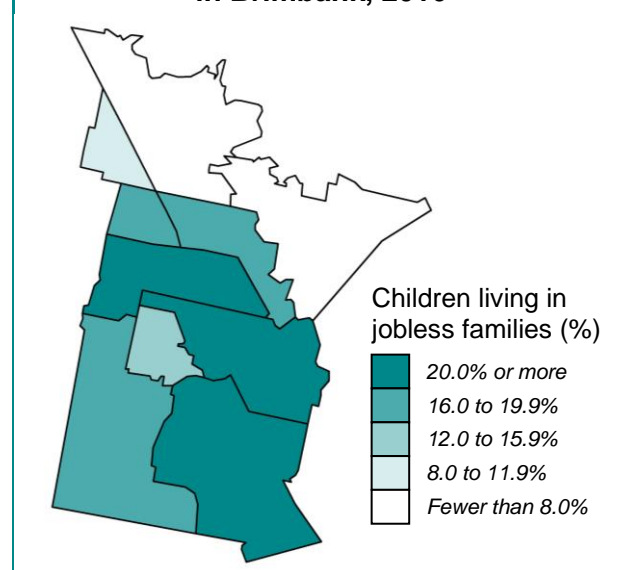 Children living in
jobless families (%)
20.0% or more
16.0 to 19.9%
12.0 to 15.9%
8.0 to 11.9%
Fewer than 8.0%